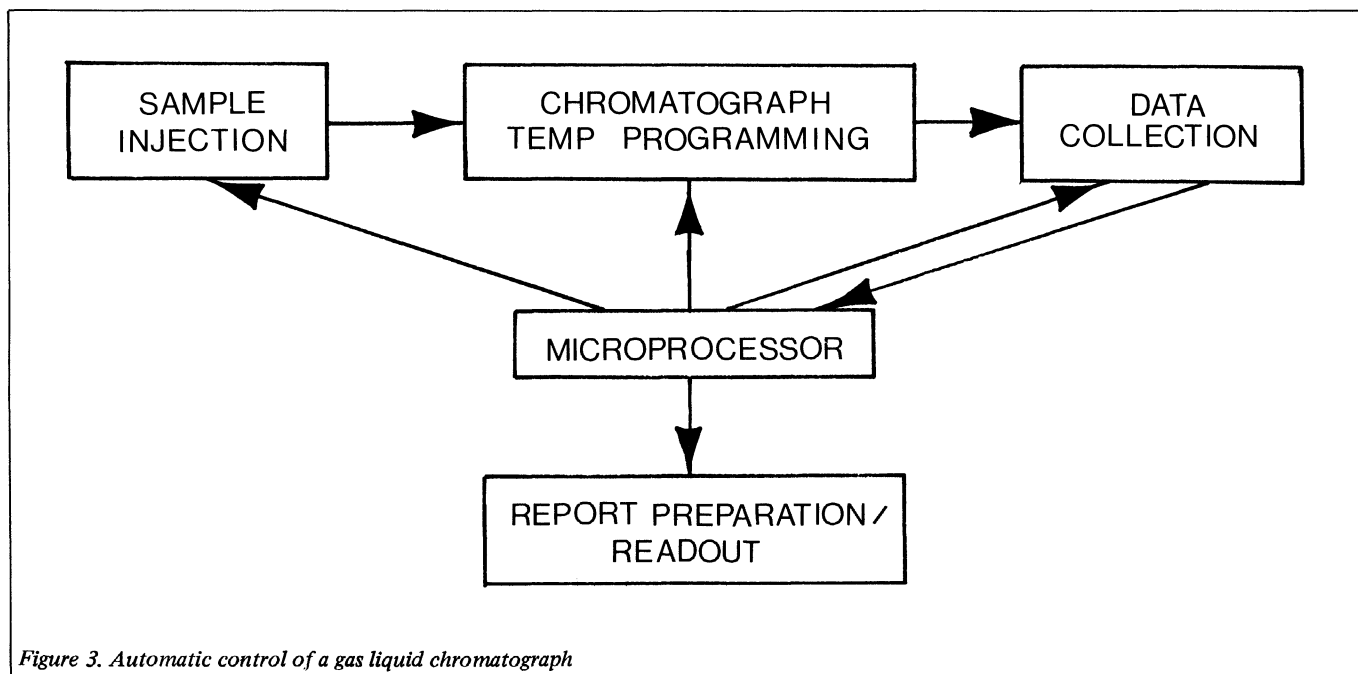 SAMPLE
INJECTION
CHROMATOGRAPH
TEMP PROGRAMMING
DATA
COLLECTION
MICROPROCESSOR
REPORT PREPARATION/
READOUT
Figure 3. Automatic control of a gas liquid chromatograph